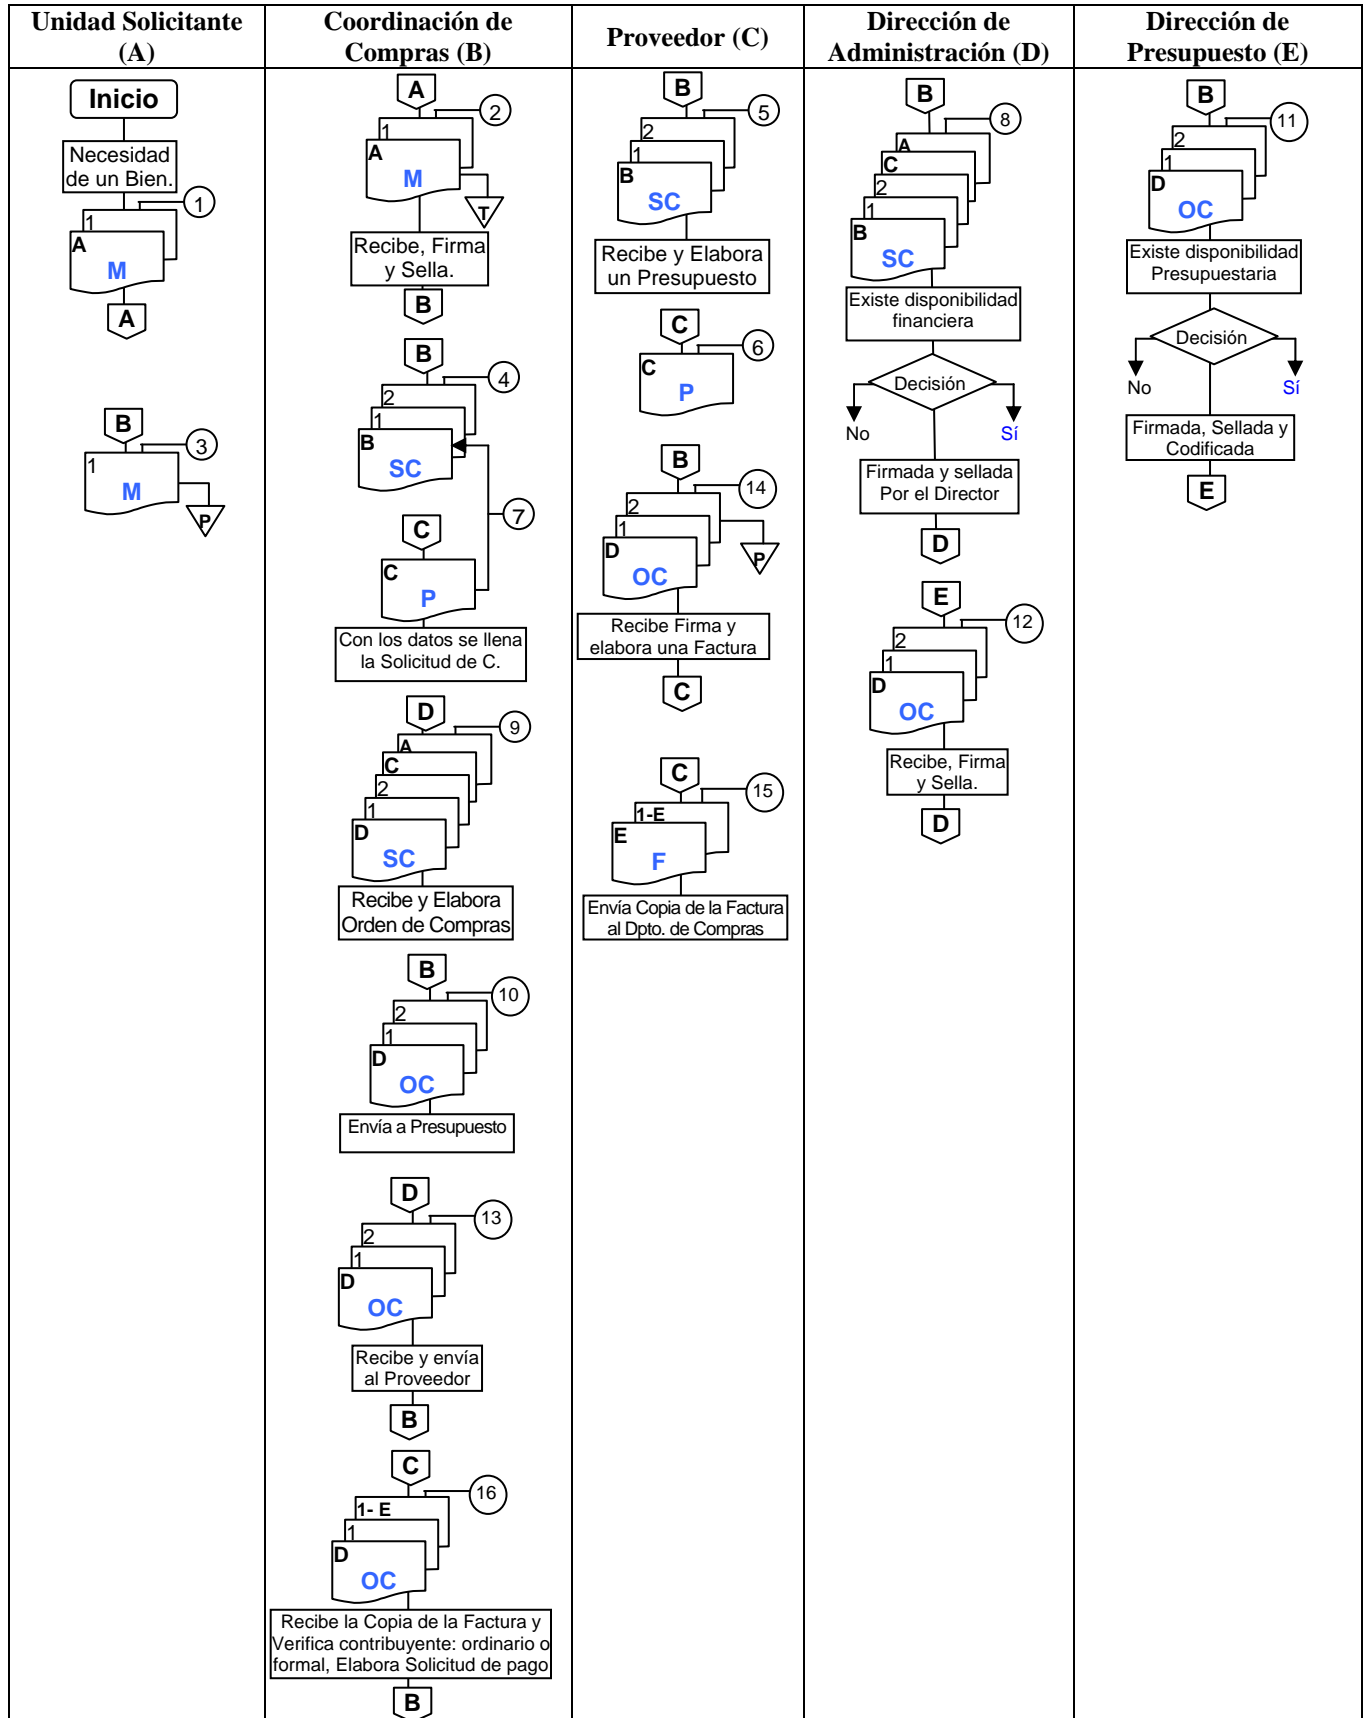 Unidad Solicitante
(A)
Coordinación de
Compras (B)
Proveedor (C)
Dirección de
Administración (D)
Dirección de
Presupuesto (E)
Inicio
Necesidad
de un Bien.
1
1
A
M
A
B
3
1
M
P
A
2
1
A
M
T
Recibe, Firma
y Sella.
B
B
4
2
1
B
SC
7
C
C
P
Con los datos se llena
la Solicitud de C.
D
9
A
C
2
1
D
SC
Recibe y Elabora
Orden de Compras
B
10
2
1
D
OC
Envía a Presupuesto
D
13
2
1
D
OC
Recibe y envía
al Proveedor
B
C
16
1- E
1
D
OC
Recibe la Copia de la Factura y
Verifica contribuyente: ordinario o
formal, Elabora Solicitud de pago
B
B
5
2
1
B
SC
Recibe y Elabora
un Presupuesto
C
6
C
P
B
14
2
1
D
OC
P
Recibe Firma y
elabora una Factura
C
C
15
1-E
E
F
Envía Copia de la Factura
al Dpto. de Compras
B
8
A
C
2
1
B
SC
Existe disponibilidad
financiera
Decisión
No
Sí
Firmada y sellada
Por el Director
D
E
12
2
1
D
OC
Recibe, Firma
y Sella.
D
B
11
2
1
D
OC
Existe disponibilidad
Presupuestaria
Decisión
No
Sí
Firmada, Sellada y
Codificada
E